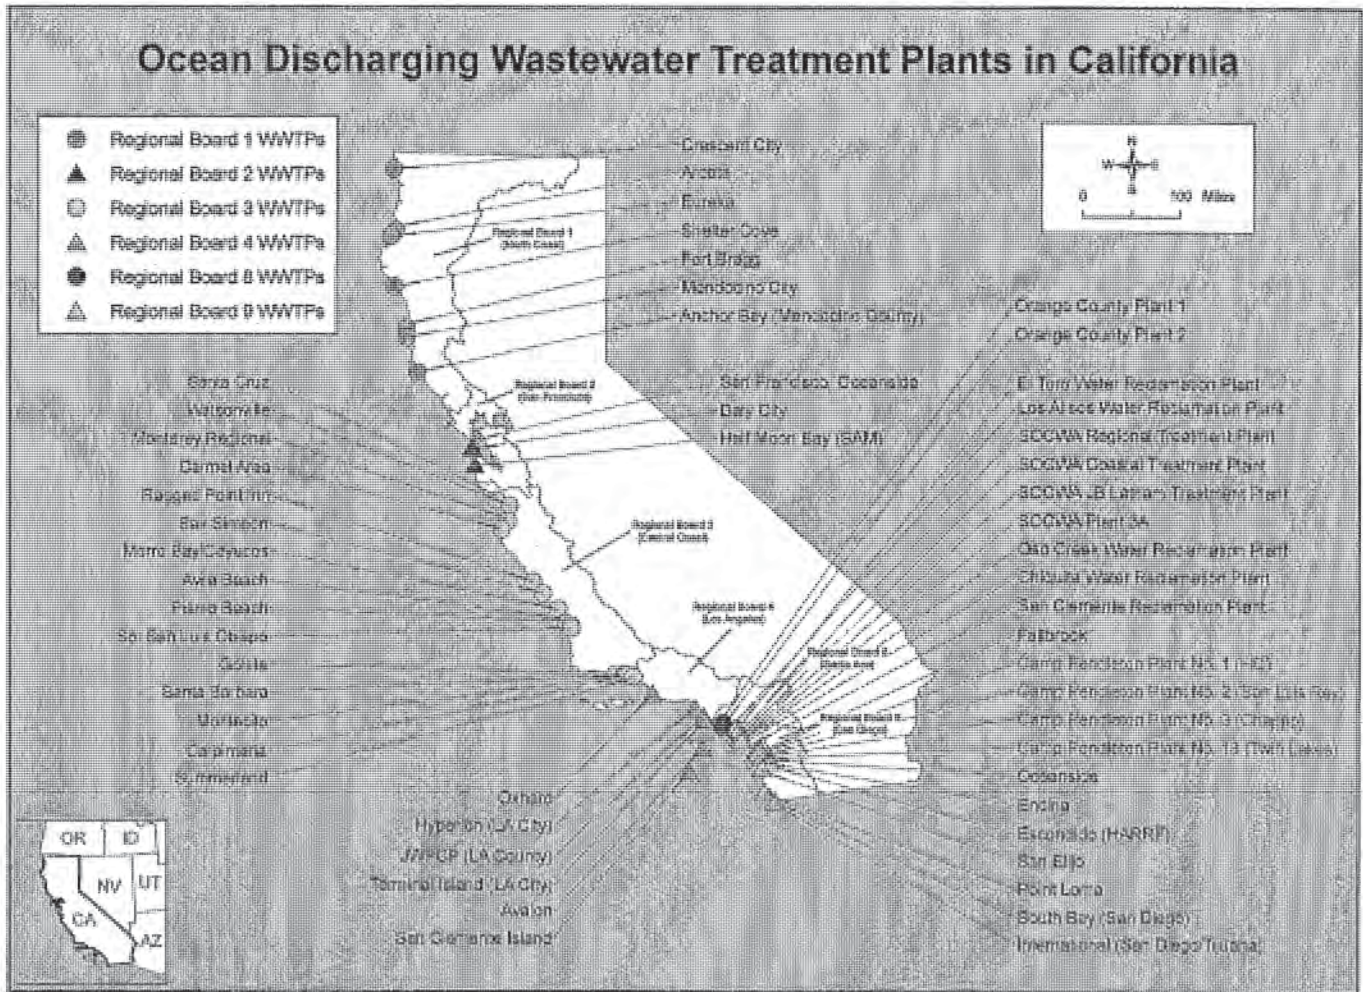 Ocean Discharging Wastewater Treatment Plants in California
Regional Board 1 WWTPs
Regional Board 2 WWTPs
Regional Board 3 WWTPs
Regional Board 4 WWTPs
Regional Board 8 WWTPs
Regional Board 9 WWTPs
N
W E
S
0 500 Miles
Crescent City
Arcata
Eureka
Shelter Cove
Fort Bragg
Mendocino City
Anchor Bay (Mendocino County)
Regional Board 1
(North Coast)
Regional Board 2
(San Francisco)
San Francisco Oceanside
Daly City
Half Moon Bay (SAM)
Regional Board 3
(Central Coast)
Regional Board 4
(Los Angeles)
Regional Board 8
(Santa Ana)
Regional Board 9
(San Diego)
Santa Cruz
Watsonville
Monterey Regional
Carmel Area
Ragged Point Inn
San Simeon
Morro Bay/Cayucos
Avila Beach
Pismo Beach
So. San Luis Obispo
Goleta
Santa Barbara
Montecito
Carpinteria
Summerland
Oxnard
Hyperion (LA City)
JWPCP (LA County)
Terminal Island (LA City)
Avalon
San Clemente Island
Orange County Plant 1
Orange County Plant 2
El Toro Water Reclamation Plant
Los Alisos Water Reclamation Plant
SOCWA Regional Treatment Plant
SOCWA Coastal Treatment Plant
SOCWA JB Latham Treatment Plant
SOCWA Plant 3A
Oso Creek Water Reclamation Plant
Chiquita Water Reclamation Plant
San Clemente Reclamation Plant
Fallbrook
Camp Pendleton Plant No. 1 (HQ)
Camp Pendleton Plant No. 2 (San Luis Rey)
Camp Pendleton Plant No. 3 (Chappo)
Camp Pendleton Plant No. 13 (Twin Lakes)
Oceanside
Encina
Escondido (HARRF)
San Elijo
Point Loma
South Bay (San Diego)
International (San Diego/Tijuana)
OR ID
NV UT
CA
AZ